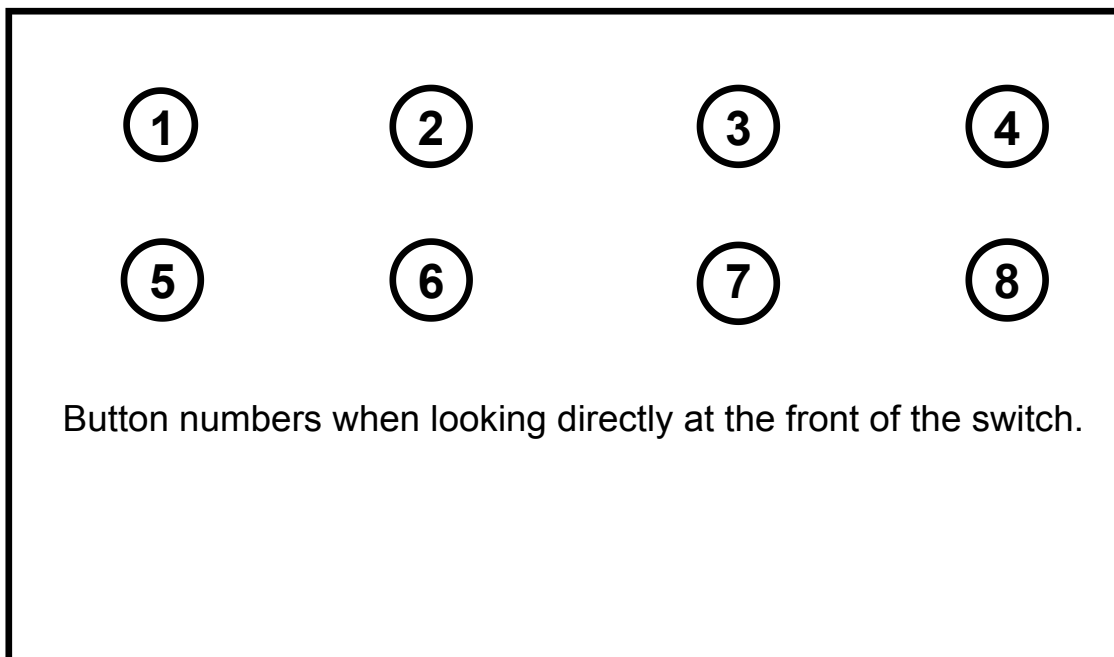 1 2 3 4
5 6 7 8
Button numbers when looking directly at the front of the switch.